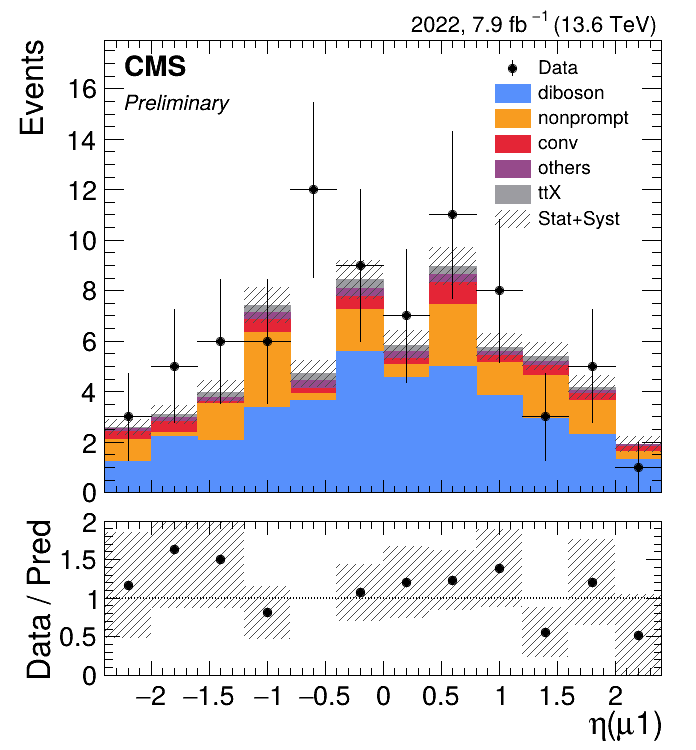 2022, 7.9 fb⁻¹ (13.6 TeV)
CMS
Preliminary
Data
diboson
nonprompt
conv
others
ttX
Stat+Syst
Events
16
14
12
10
8
6
4
2
0
Data / Pred
2
1.5
1
0.5
0
−2 −1.5 −1 −0.5 0 0.5 1 1.5 2
η(μ1)